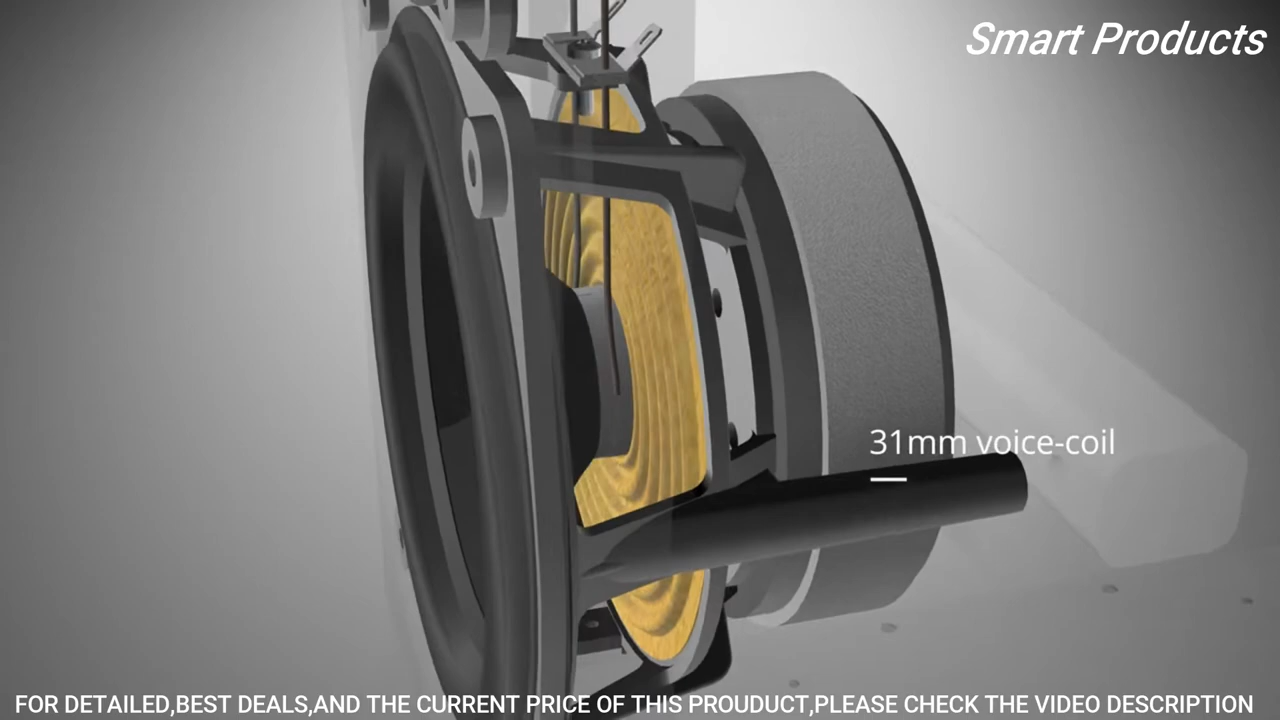 Smart Products
31mm voice-coil
FOR DETAILED,BEST DEALS,AND THE CURRENT PRICE OF THIS PROUDUCT,PLEASE CHECK THE VIDEO DESCRIPTION